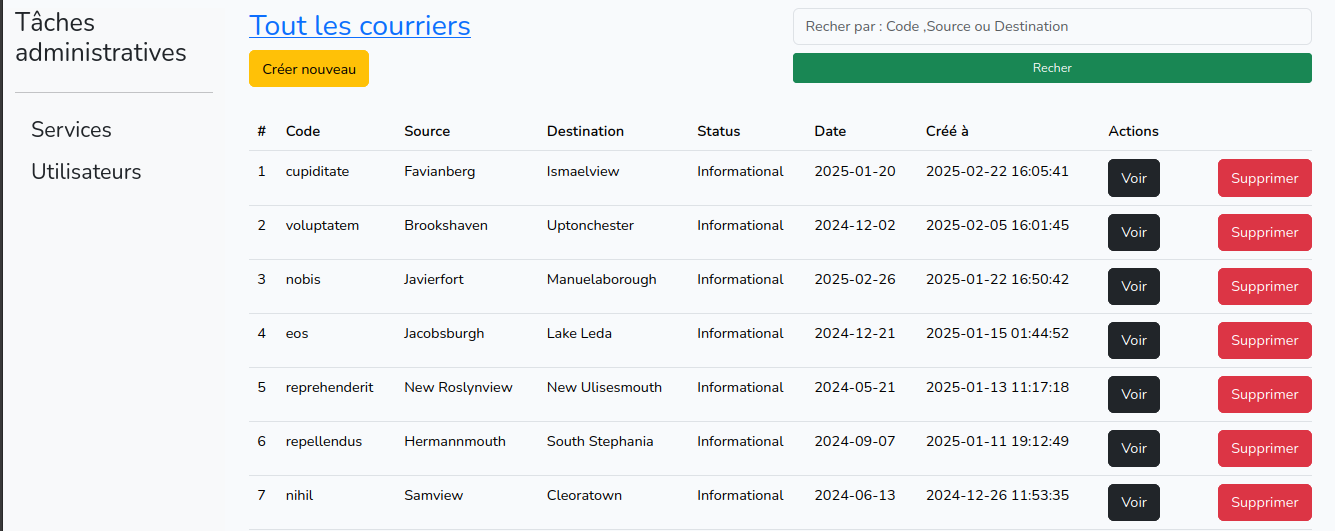 Tâches
administratives
Services
Utilisateurs
Tout les courriers
Créer nouveau
Recher par : Code ,Source ou Destination
Recher
# Code Source Destination Status Date Créé à Actions
1 cupiditate Favianberg Ismaelview Informational 2025-01-20 2025-02-22 16:05:41 Voir Supprimer
2 voluptatem Brookshaven Uptonchester Informational 2024-12-02 2025-02-05 16:01:45 Voir Supprimer
3 nobis Javierfort Manuelaborough Informational 2025-02-26 2025-01-22 16:50:42 Voir Supprimer
4 eos Jacobsburgh Lake Leda Informational 2024-12-21 2025-01-15 01:44:52 Voir Supprimer
5 reprehenderit New Roslynview New Ulisesmouth Informational 2024-05-21 2025-01-13 11:17:18 Voir Supprimer
6 repellendus Hermannmouth South Stephania Informational 2024-09-07 2025-01-11 19:12:49 Voir Supprimer
7 nihil Samview Cleoratown Informational 2024-06-13 2024-12-26 11:53:35 Voir Supprimer